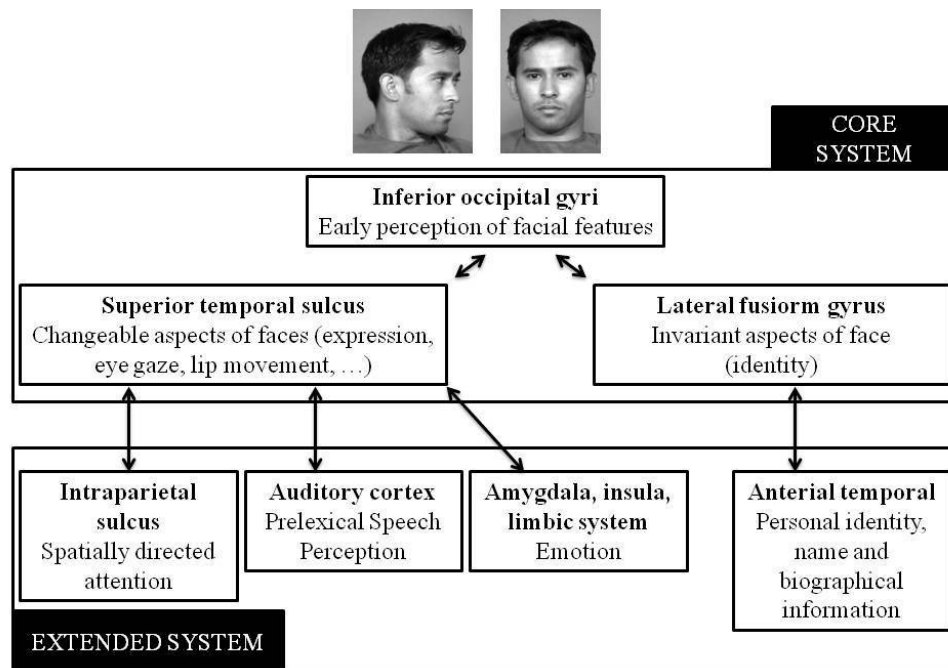 CORE
SYSTEM
Inferior occipital gyri
Early perception of facial features
Superior temporal sulcus
Changeable aspects of faces (expression,
eye gaze, lip movement, …)
Lateral fusiorm gyrus
Invariant aspects of face
(identity)
Intraparietal
sulcus
Spatially directed
attention
Auditory cortex
Prelexical Speech
Perception
Amygdala, insula,
limbic system
Emotion
Anterial temporal
Personal identity,
name and
biographical
information
EXTENDED SYSTEM